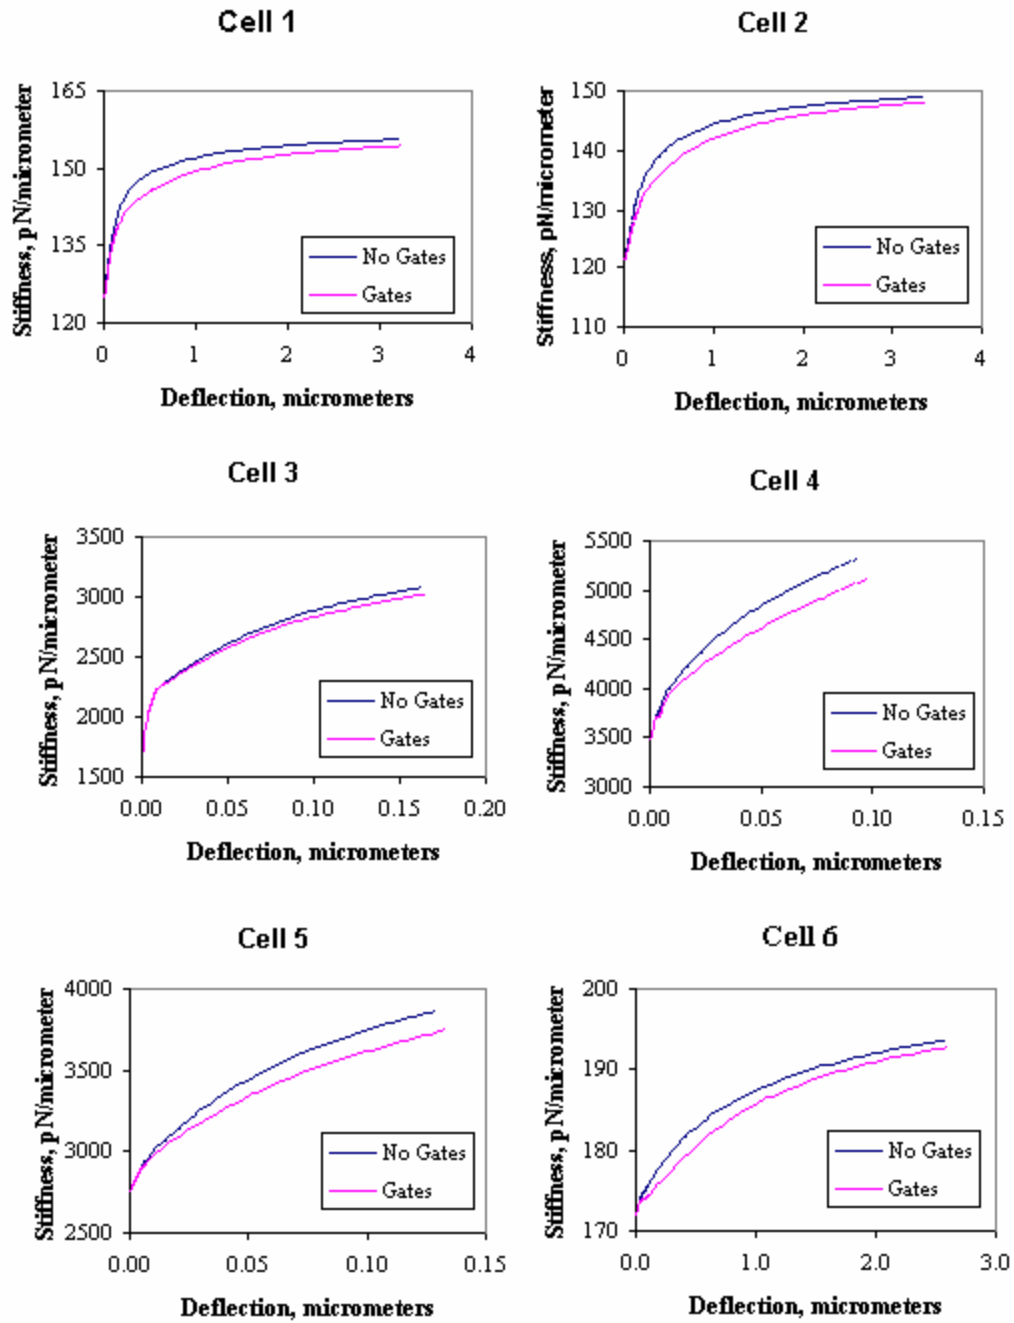 Cell 1
Stiffness, pN/micrometer
165
150
135
120
0 1 2 3 4
No Gates
Gates
Deflection, micrometers
Cell 2
Stiffness, pN/micrometer
150
140
130
120
110
0 1 2 3 4
No Gates
Gates
Deflection, micrometers
Cell 3
Stiffness, pN/micrometer
3500
3000
2500
2000
1500
0.00 0.05 0.10 0.15 0.20
No Gates
Gates
Deflection, micrometers
Cell 4
Stiffness, pN/micrometer
5500
5000
4500
4000
3500
3000
0.00 0.05 0.10 0.15
No Gates
Gates
Deflection, micrometers
Cell 5
Stiffness, pN/micrometer
4000
3500
3000
2500
0.00 0.05 0.10 0.15
No Gates
Gates
Deflection, micrometers
Cell 6
Stiffness, pN/micrometer
200
190
180
170
0.0 1.0 2.0 3.0
No Gates
Gates
Deflection, micrometers